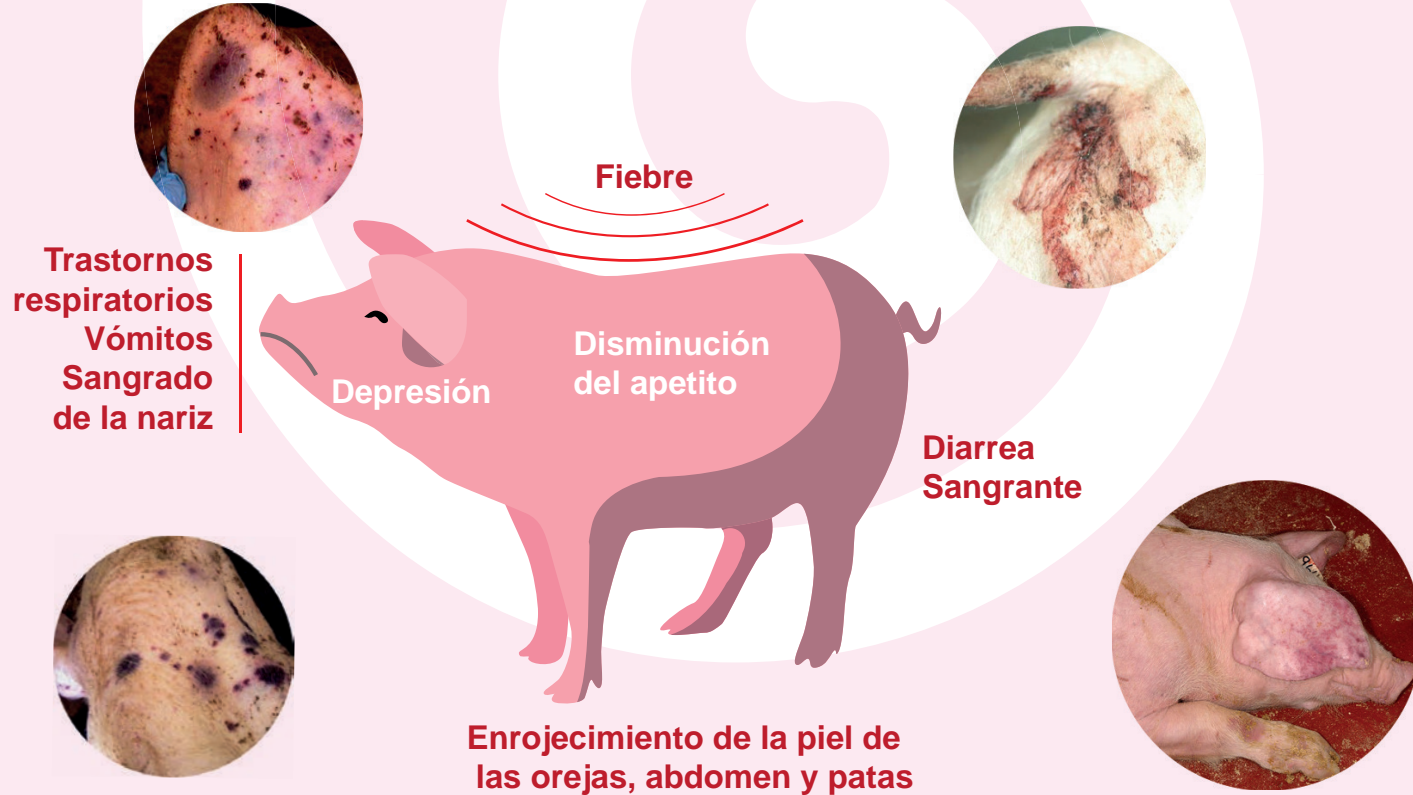 Fiebre
Trastornos
respiratorios
Vómitos
Sangrado
de la nariz
Depresión
Disminución
del apetito
Diarrea
Sangrante
Enrojecimiento de la piel de
las orejas, abdomen y patas